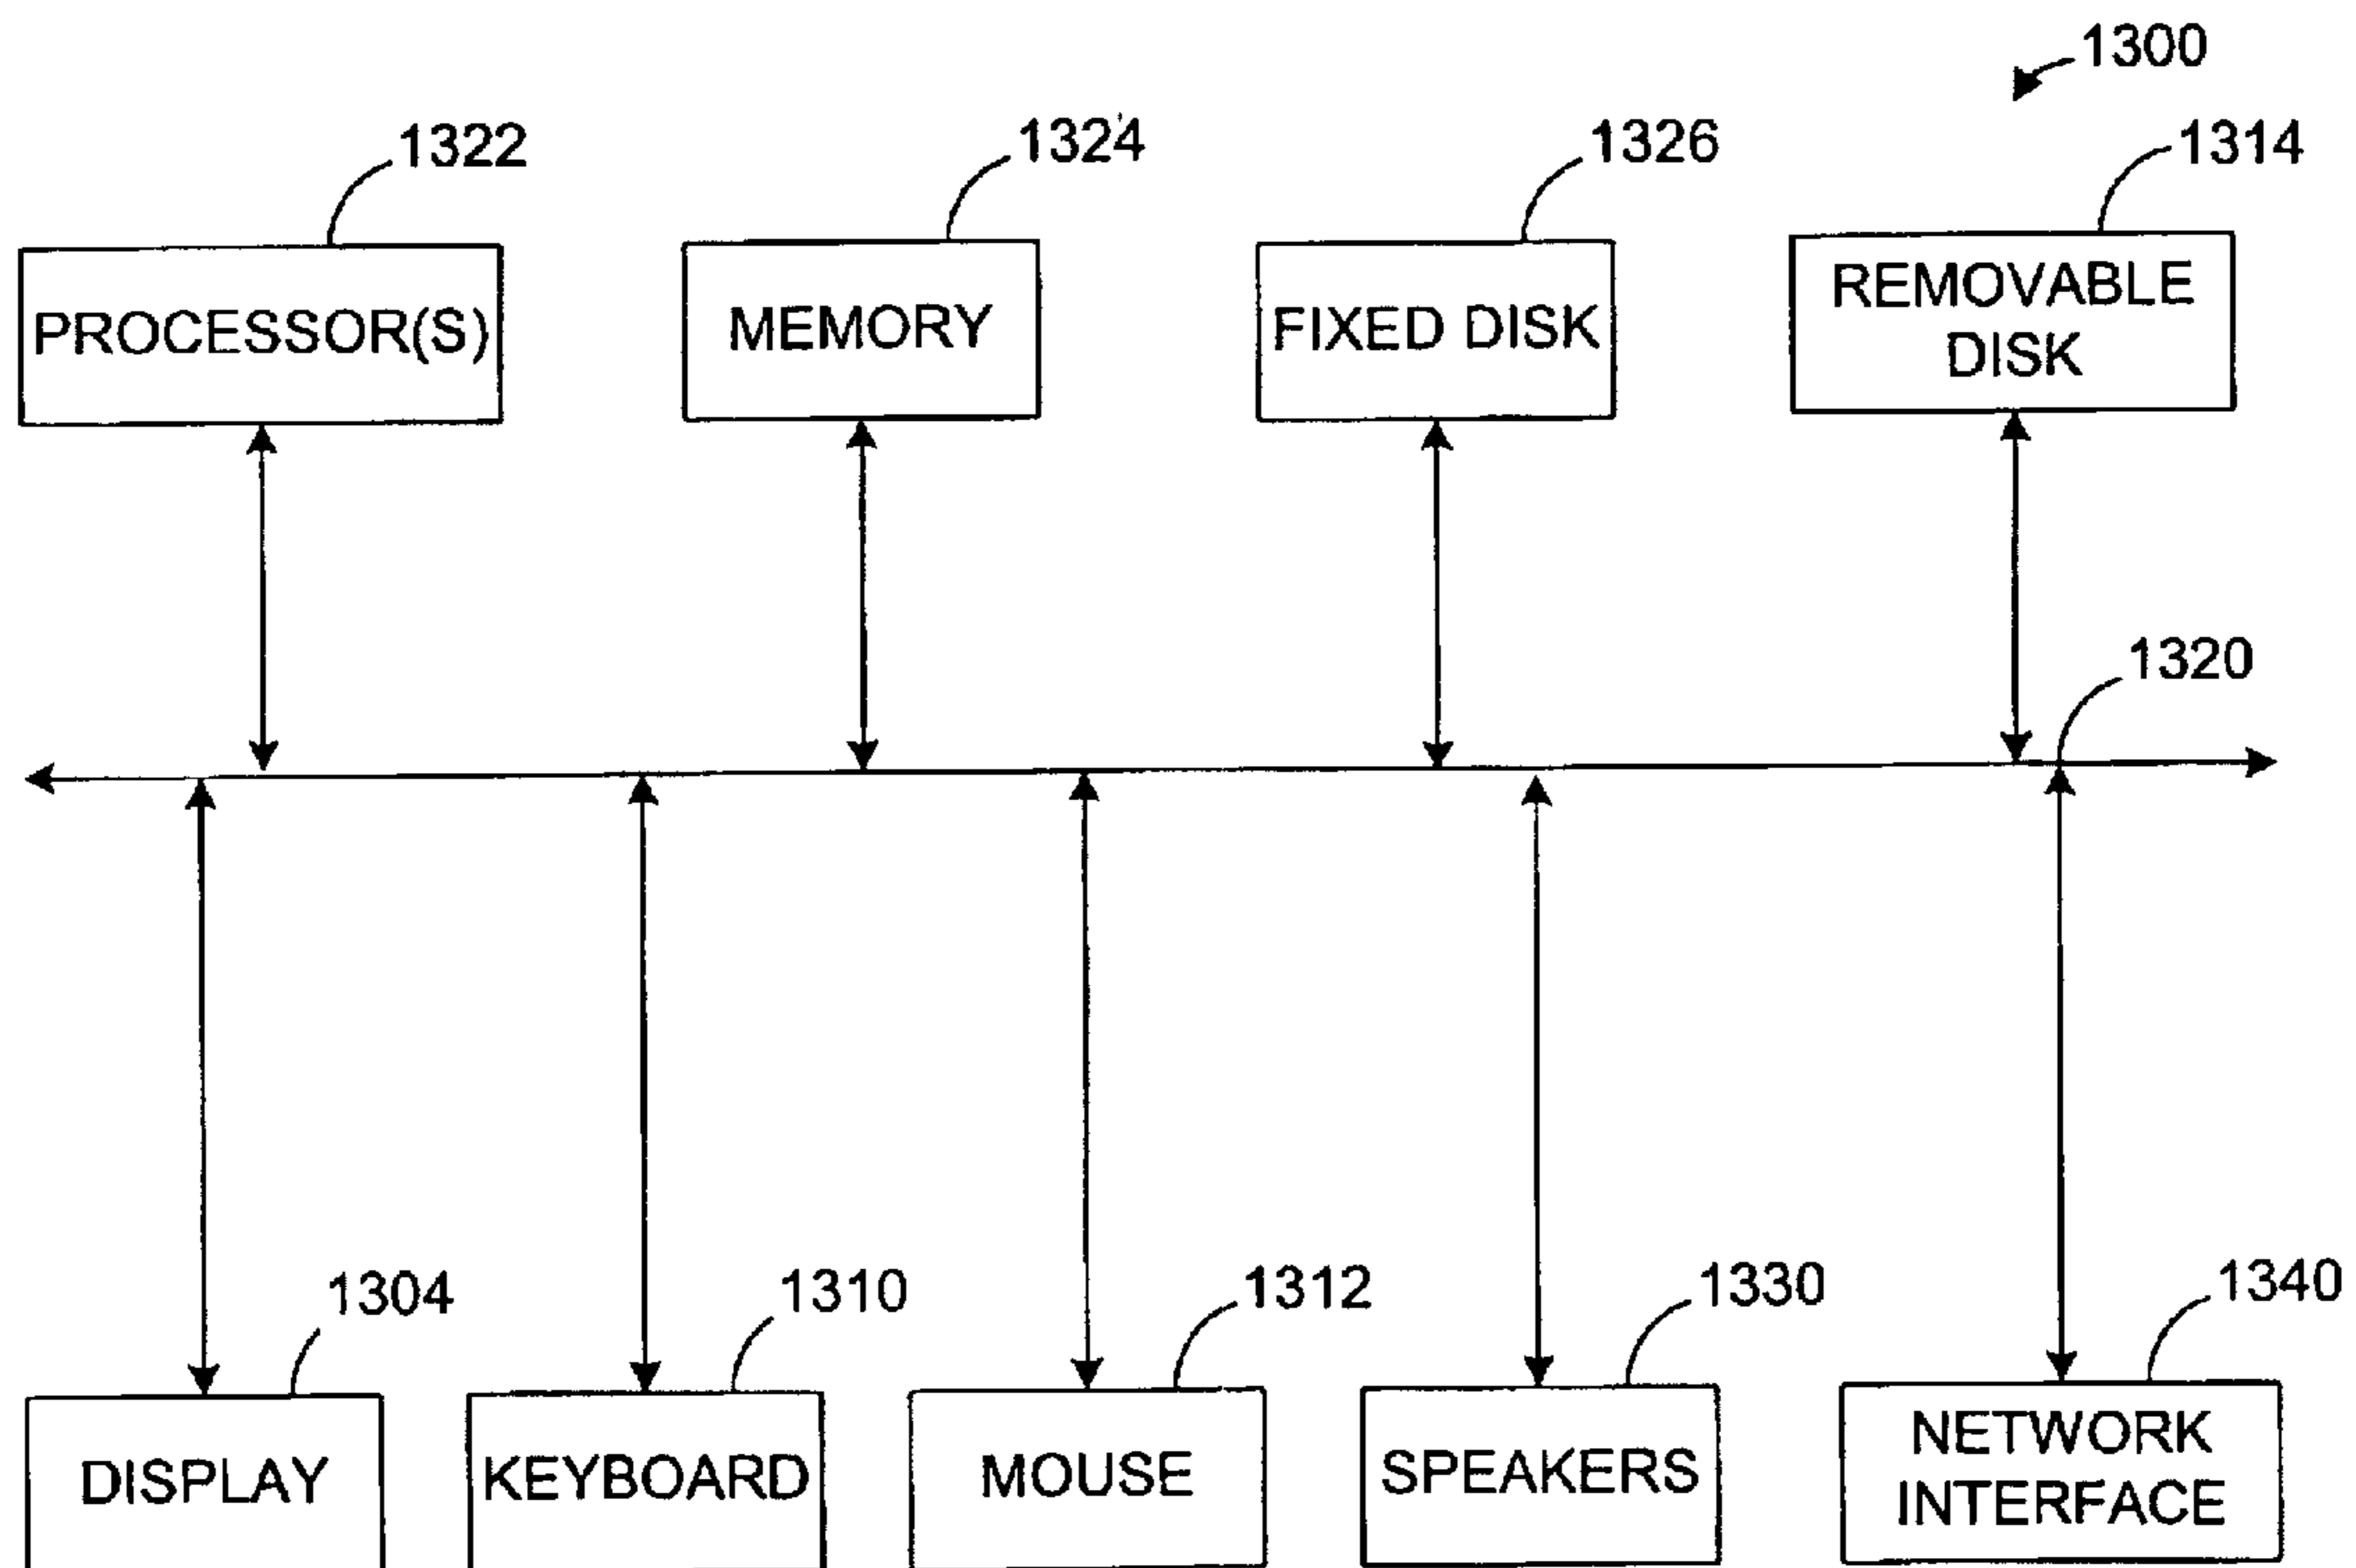 1300
1322
1324
1326
1314
PROCESSOR(S)
MEMORY
FIXED DISK
REMOVABLE
DISK
1320
1304
1310
1312
1330
1340
DISPLAY
KEYBOARD
MOUSE
SPEAKERS
NETWORK
INTERFACE